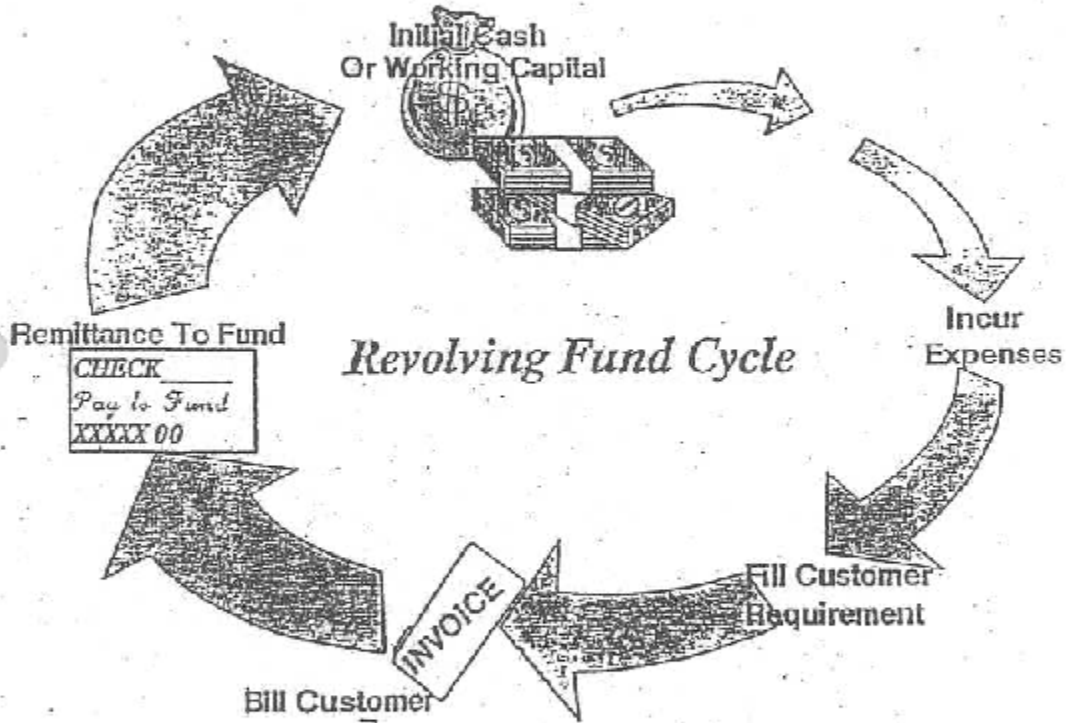 Initial Cash
Or Working Capital
Incur
Expenses
Revolving Fund Cycle
Remittance To Fund
CHECK_____
Pay to Fund
XXXXX 00
Fill Customer
Requirement
INVOICE
Bill Customer